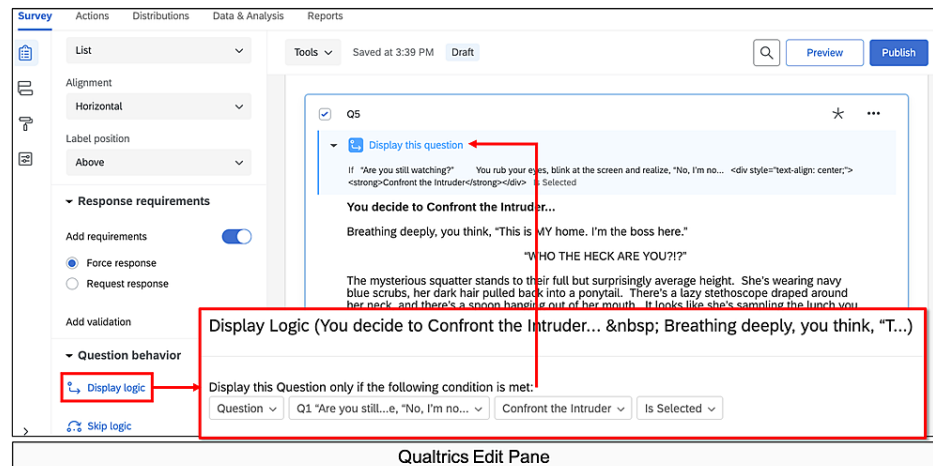 Survey Actions Distributions Data & Analysis Reports
List
Tools Saved at 3:39 PM Draft Preview Publish
Alignment
Horizontal
Label position
Above
Response requirements
Add requirements
Force response
Request response
Add validation
Question behavior
Display logic
Skip logic
Q5
Display this question
If "Are you still watching?" You rub your eyes, blink at the screen and realize, "No, I'm no... <div style="text-align: center;">
<strong>Confront the Intruder</strong></div> Is Selected
You decide to Confront the Intruder...
Breathing deeply, you think, "This is MY home. I'm the boss here."
"WHO THE HECK ARE YOU?!?"
The mysterious squatter stands to their full but surprisingly average height. She's wearing navy
blue scrubs, her dark hair pulled back into a ponytail. There's a lazy stethoscope draped around
her neck, and there's a spoon hanging out of her mouth. It looks like she's sampling the lunch you
Display Logic (You decide to Confront the Intruder... &nbsp; Breathing deeply, you think, "T...)
Display this Question only if the following condition is met:
Question Q1 "Are you still...e, "No, I'm no... Confront the Intruder Is Selected
Qualtrics Edit Pane